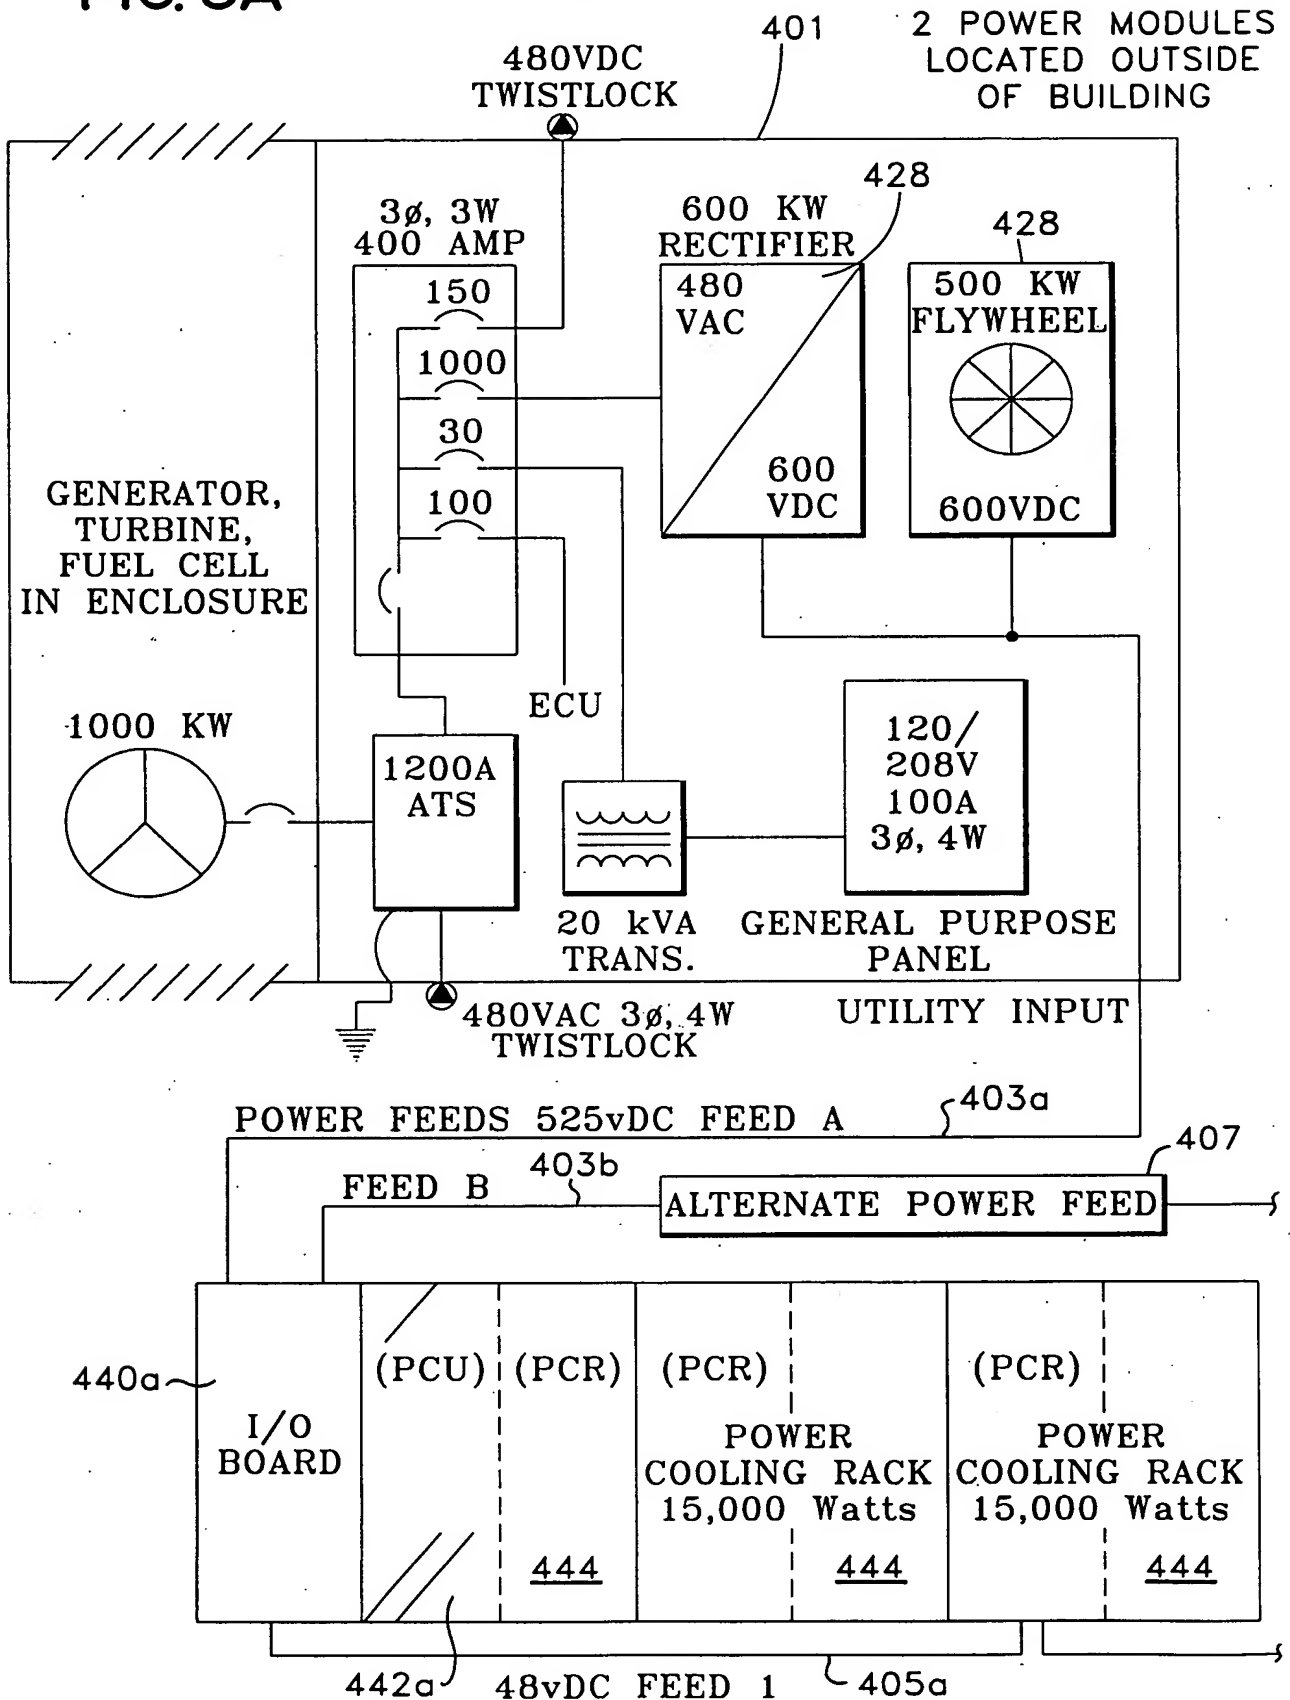 FIG. 8A
2 POWER MODULES
LOCATED OUTSIDE
OF BUILDING
401
480VDC
TWISTLOCK
428
3ø, 3W
400 AMP
600 KW
RECTIFIER
428
150
1000
30
100
480
VAC
600
VDC
500 KW
FLYWHEEL
600VDC
GENERATOR,
TURBINE,
FUEL CELL
IN ENCLOSURE
ECU
1000 KW
1200A
ATS
120/
208V
100A
3ø, 4W
20 kVA
TRANS.
GENERAL PURPOSE
PANEL
480VAC 3ø, 4W
TWISTLOCK
UTILITY INPUT
POWER FEEDS 525vDC FEED A
403a
407
403b
FEED B
ALTERNATE POWER FEED
440a
I/O
BOARD
(PCU)
(PCR)
444
(PCR)
POWER
COOLING RACK
15,000 Watts
444
(PCR)
POWER
COOLING RACK
15,000 Watts
444
442a
48vDC FEED 1
405a